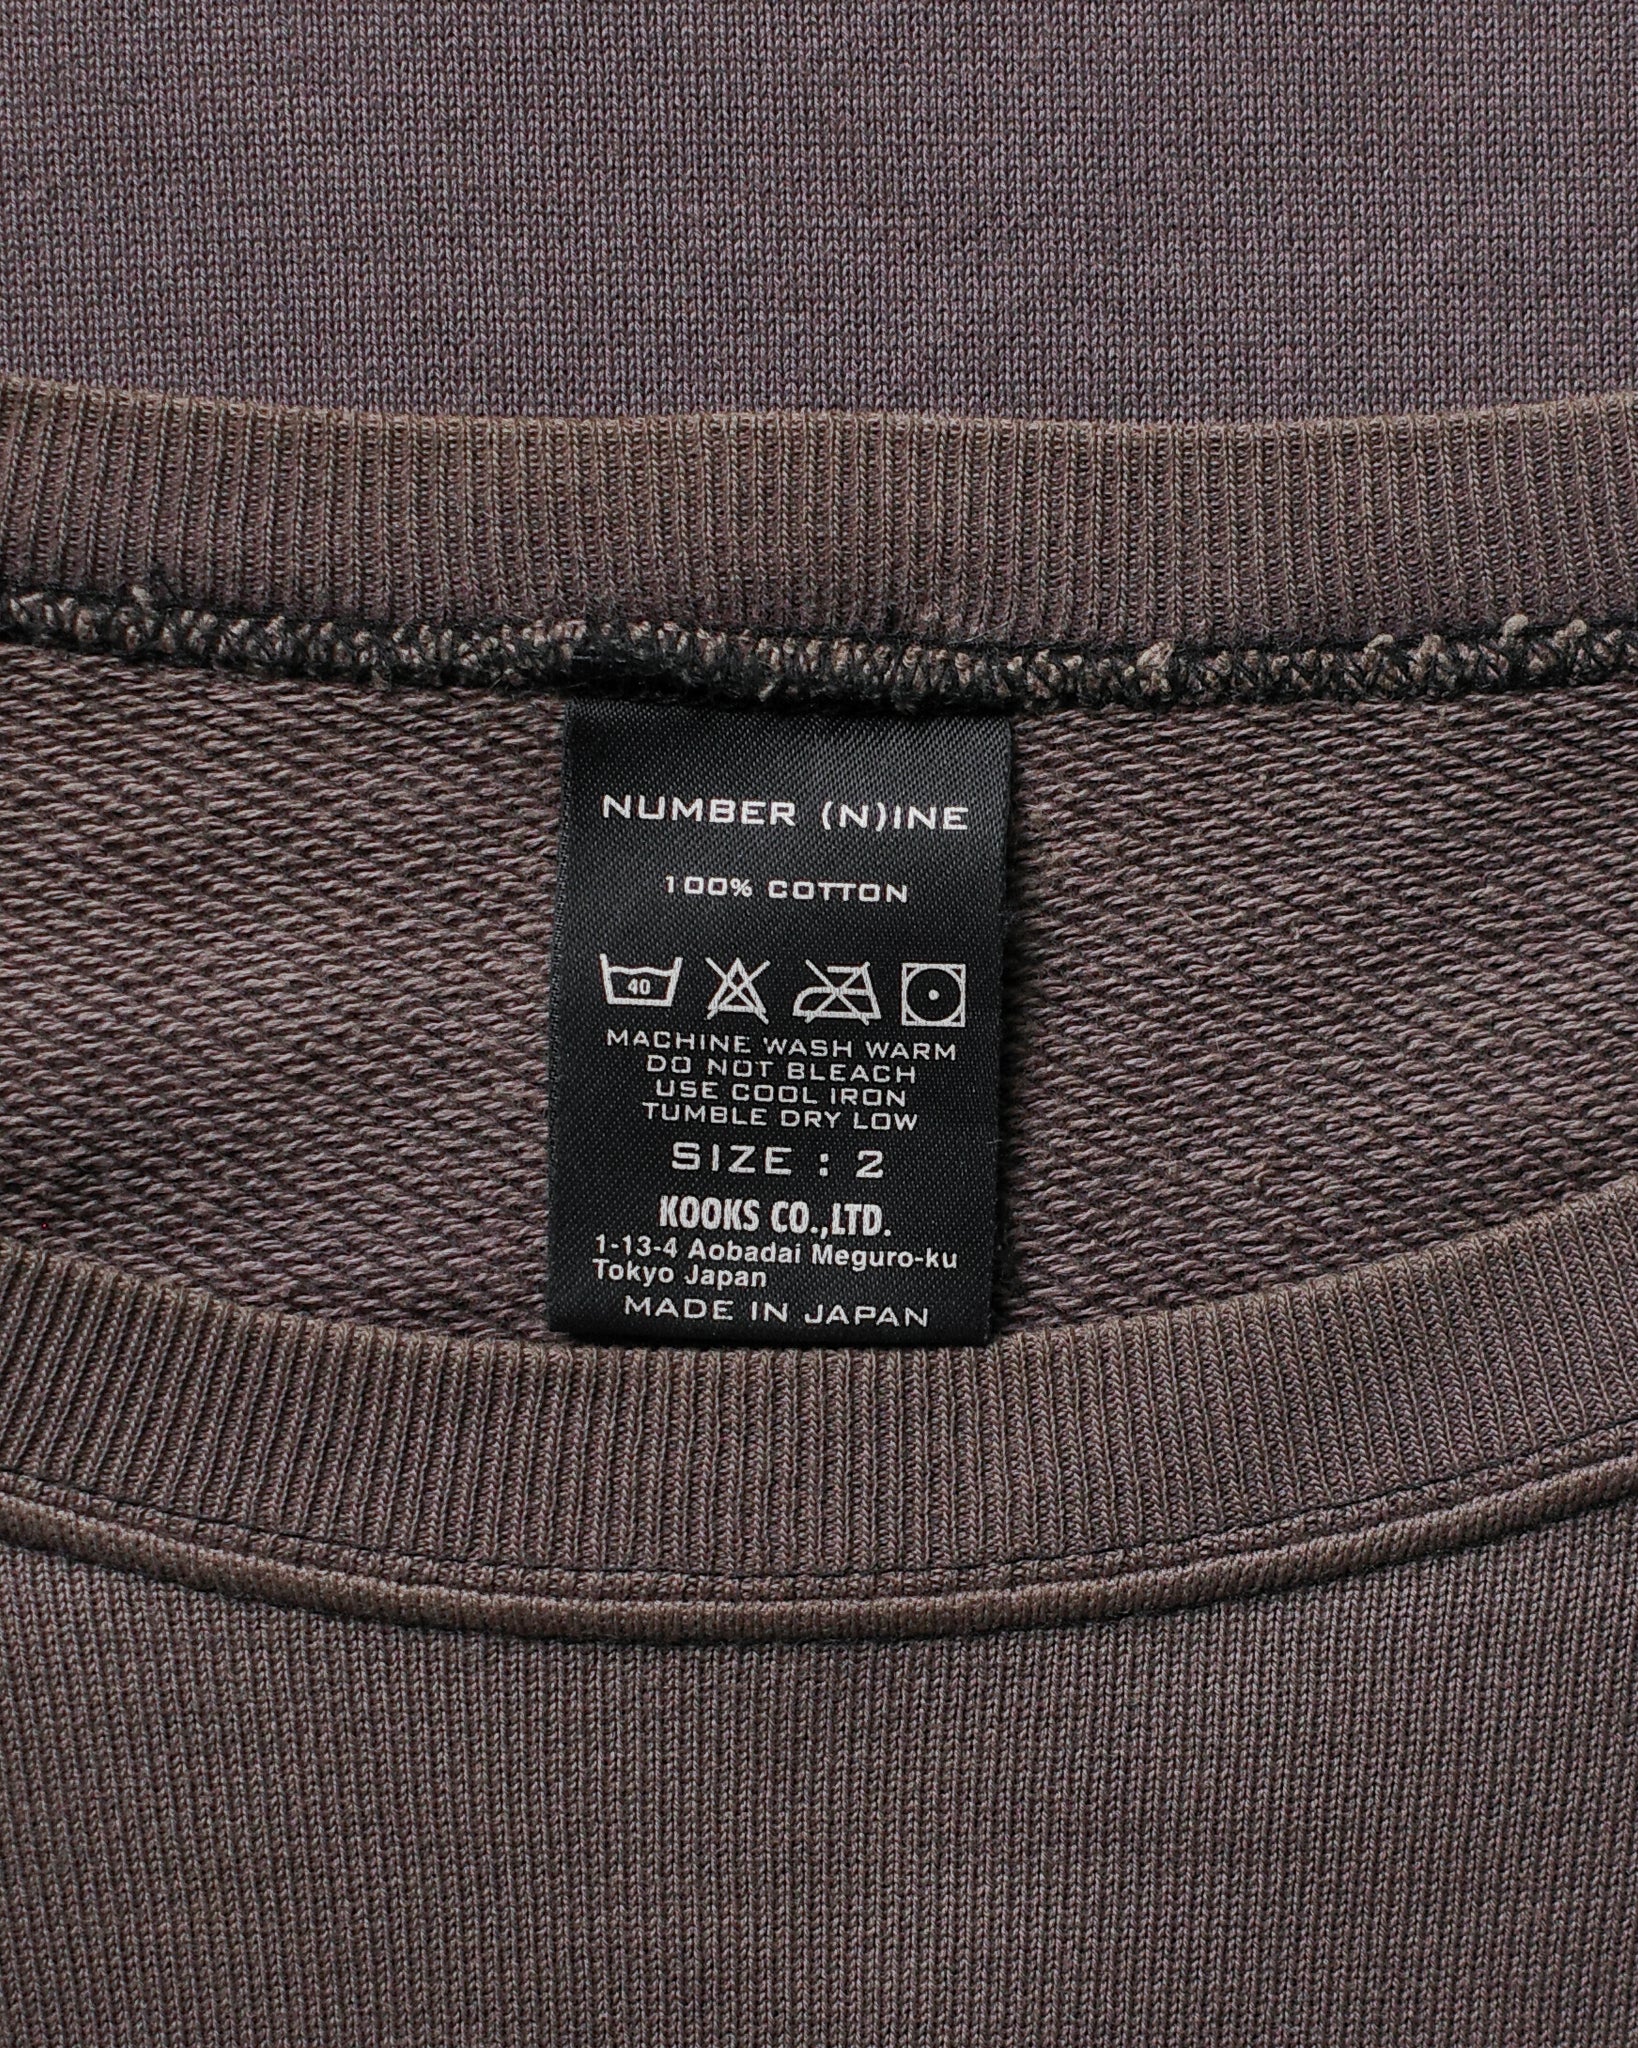 NUMBER (N)INE
100% COTTON
40
MACHINE WASH WARM
DO NOT BLEACH
USE COOL IRON
TUMBLE DRY LOW
SIZE : 2
KOOKS CO.,LTD.
1-13-4 Aobadai Meguro-ku
Tokyo Japan
MADE IN JAPAN